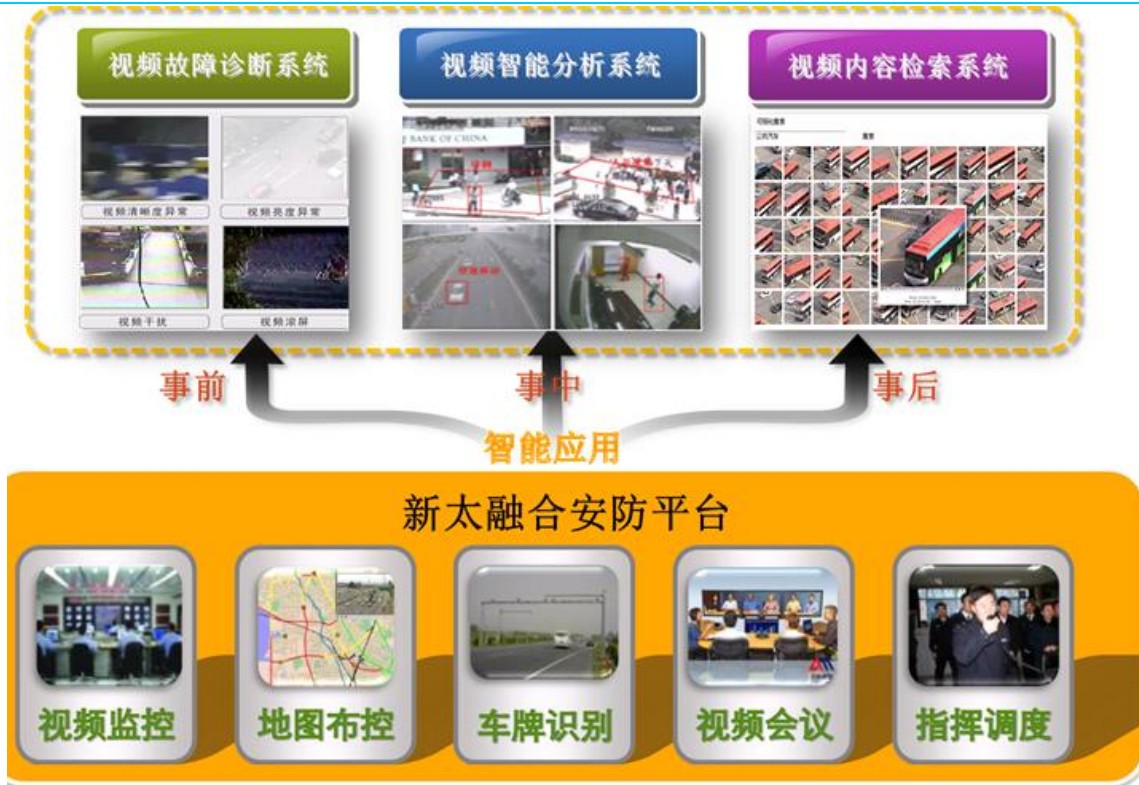 视频故障诊断系统
视频智能分析系统
视频内容检索系统
BANK OF CHINA
视频清晰度异常
视频亮度异常
视频干扰
视频滚屏
公共汽车
事前
事中
事后
智能应用
新太融合安防平台
视频监控
地图布控
车牌识别
视频会议
指挥调度